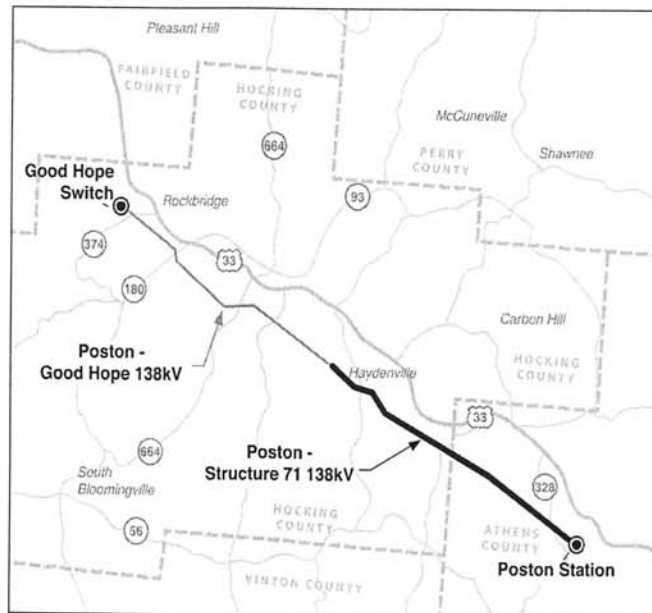 Pleasant Hill
FAIRFIELD
COUNTY
HOCKING
COUNTY
McCuneville
664
PERRY
COUNTY
Shawnee
Good Hope
Switch
Rockbridge
93
374
33
180
Carbon Hill
Poston -
Good Hope 138kV
Haydenville
HOCKING
COUNTY
33
664
Poston -
Structure 71 138kV
South
Bloomingville
328
HOCKING
COUNTY
56
ATHENS
COUNTY
Poston Station
VINTON COUNTY